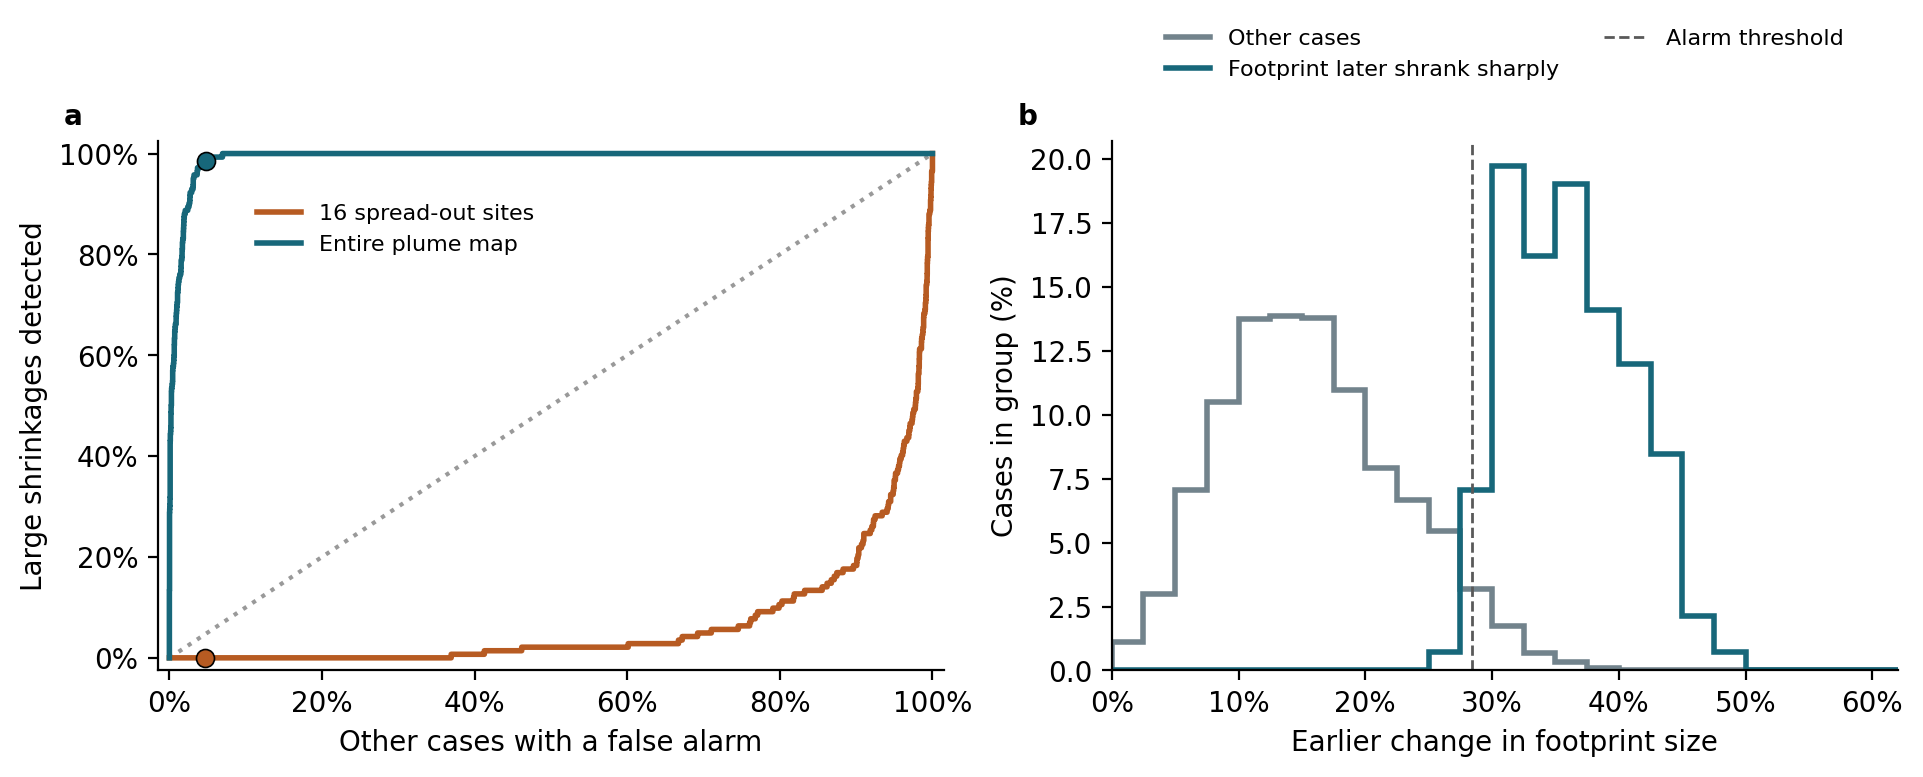 a
100%
80%
60%
40%
20%
0%
Large shrinkages detected
16 spread-out sites
Entire plume map
0%
20%
40%
60%
80%
100%
Other cases with a false alarm
Other cases
Footprint later shrank sharply
Alarm threshold
b
20.0
17.5
15.0
12.5
10.0
7.5
5.0
2.5
0.0
Cases in group (%)
0%
10%
20%
30%
40%
50%
60%
Earlier change in footprint size